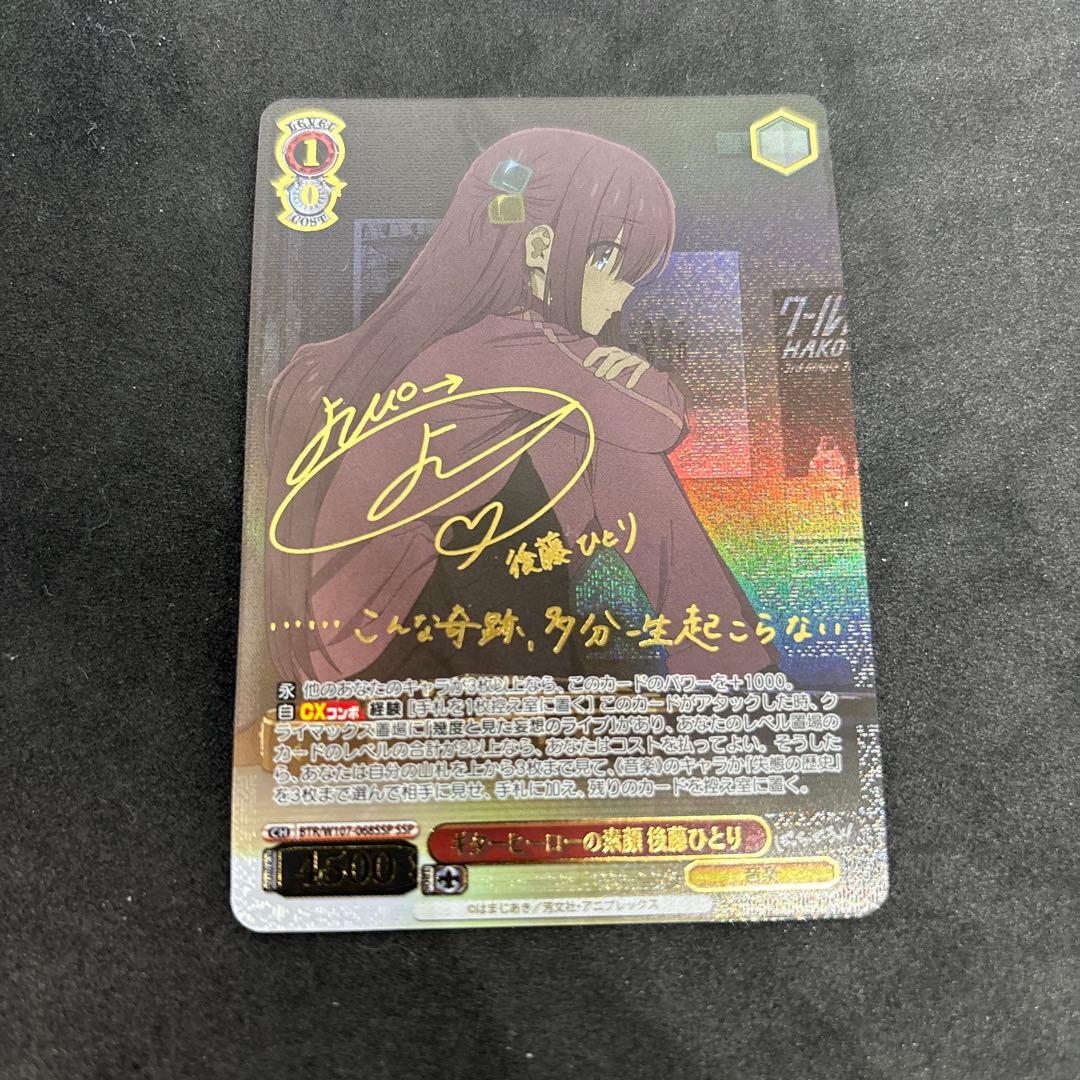 LEVEL
1
0
COST
ワール
HAKO
3rd Single
後藤ひとり
……こんな奇跡、多分一生起こらない
永 他のあなたのキャラが3枚以上なら、このカードのパワーを+1000。
自 CXコンボ 経験 [手札を1枚控え室に置く] このカードがアタックした時、ク
ライマックス置場に「幾度と見た妄想のライブ」があり、あなたのレベル置場の
カードのレベルの合計が2以上なら、あなたはコストを払ってよい。そうした
ら、あなたは自分の山札を上から3枚まで見て、《音楽》のキャラか「失態の歴史」
を3枚まで選んで相手に見せ、手札に加え、残りのカードを控え室に置く。
CH BTR/W107-068SSP SSP
ギターヒーローの素顔 後藤ひとり
4500
音楽
©はまじあき/芳文社・アニプレックス